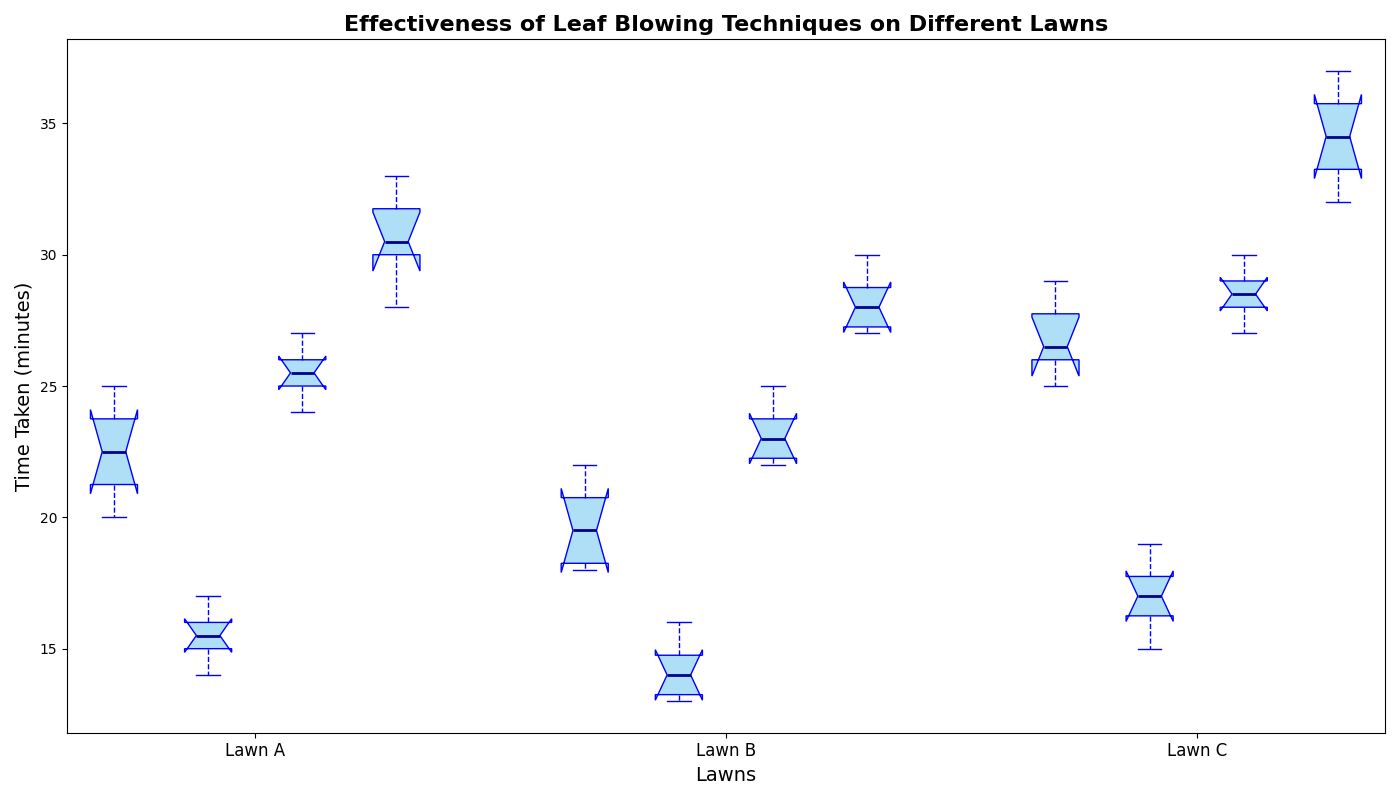 Effectiveness of Leaf Blowing Techniques on Different Lawns
Time Taken (minutes)
35
30
25
20
15
Lawn A
Lawn B
Lawn C
Lawns